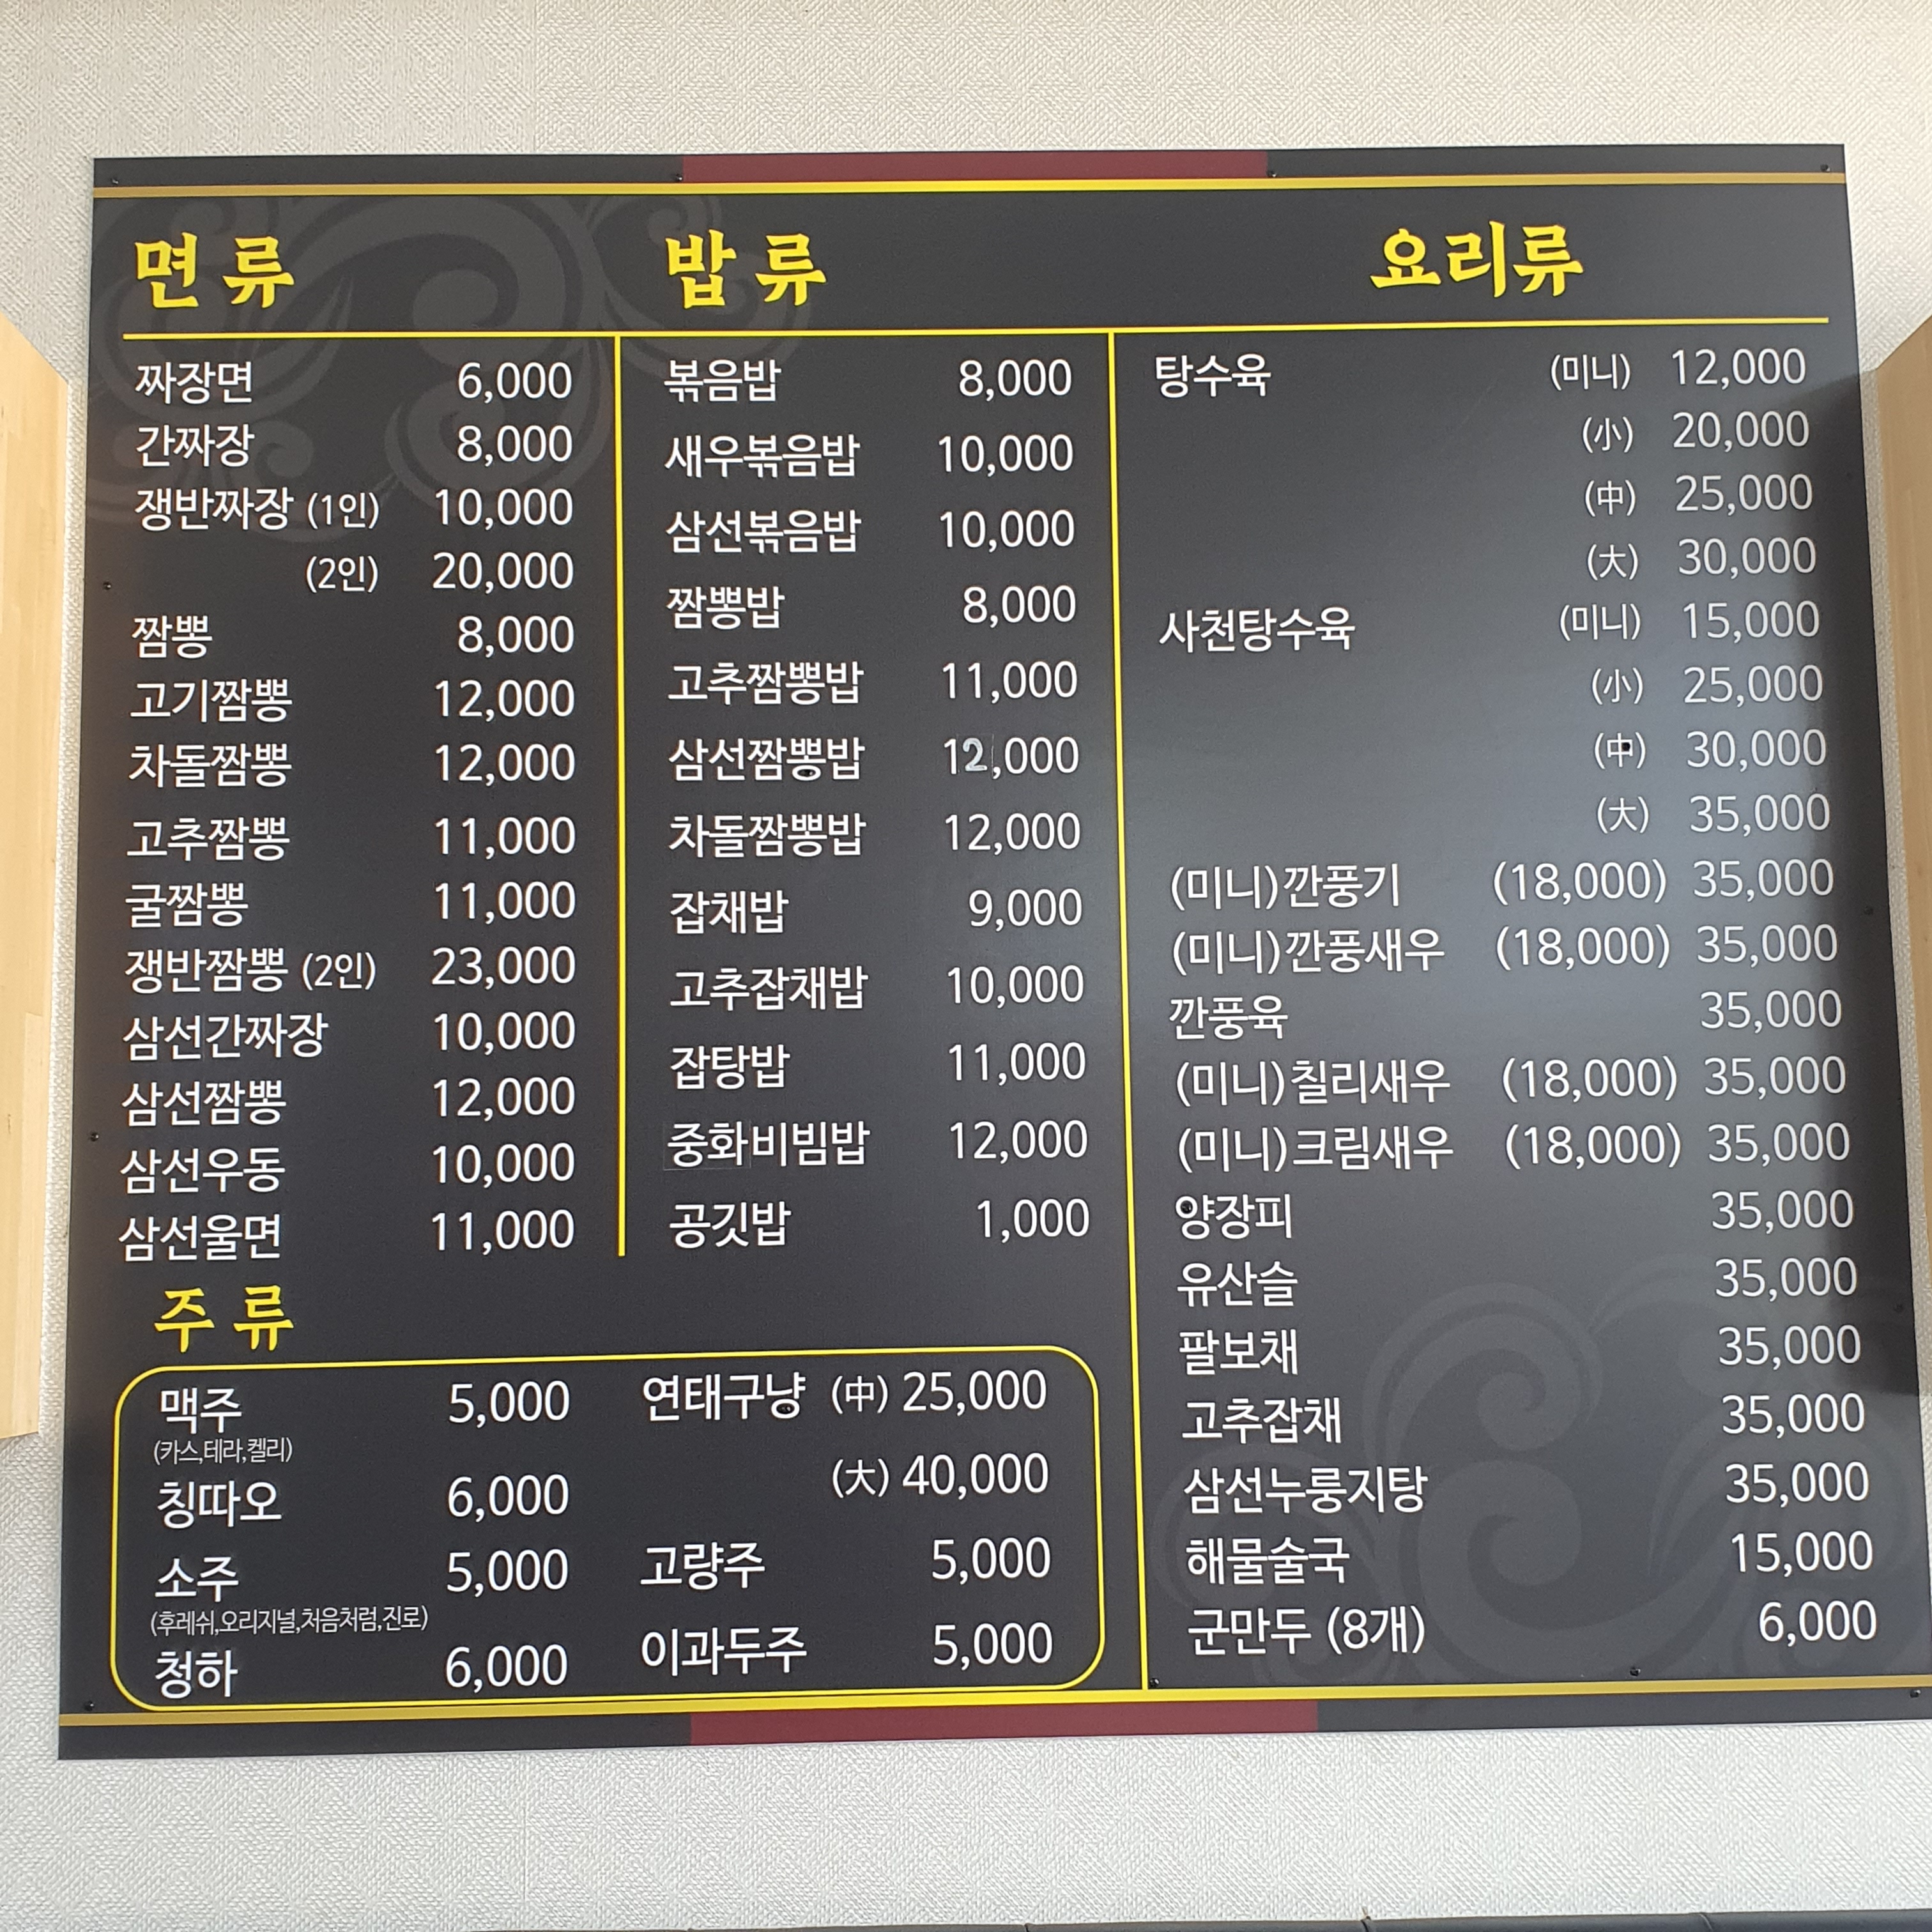 면류
짜장면 6,000
간짜장 8,000
쟁반짜장 (1인) 10,000
(2인) 20,000
짬뽕 8,000
고기짬뽕 12,000
차돌짬뽕 12,000
고추짬뽕 11,000
굴짬뽕 11,000
쟁반짬뽕 (2인) 23,000
삼선간짜장 10,000
삼선짬뽕 12,000
삼선우동 10,000
삼선울면 11,000
밥류
볶음밥 8,000
새우볶음밥 10,000
삼선볶음밥 10,000
짬뽕밥 8,000
고추짬뽕밥 11,000
삼선짬뽕밥 12,000
차돌짬뽕밥 12,000
잡채밥 9,000
고추잡채밥 10,000
잡탕밥 11,000
중화비빔밥 12,000
공깃밥 1,000
주류
맥주 5,000
(카스,테라,켈리)
칭따오 6,000
소주 5,000
(후레쉬,오리지널,처음처럼,진로)
청하 6,000
연태구냥 (中) 25,000
(大) 40,000
고량주 5,000
이과두주 5,000
요리류
탕수육 (미니) 12,000
(小) 20,000
(中) 25,000
(大) 30,000
사천탕수육 (미니) 15,000
(小) 25,000
(中) 30,000
(大) 35,000
(미니)깐풍기 (18,000) 35,000
(미니)깐풍새우 (18,000) 35,000
깐풍육 35,000
(미니)칠리새우 (18,000) 35,000
(미니)크림새우 (18,000) 35,000
양장피 35,000
유산슬 35,000
팔보채 35,000
고추잡채 35,000
삼선누룽지탕 35,000
해물술국 15,000
군만두 (8개) 6,000